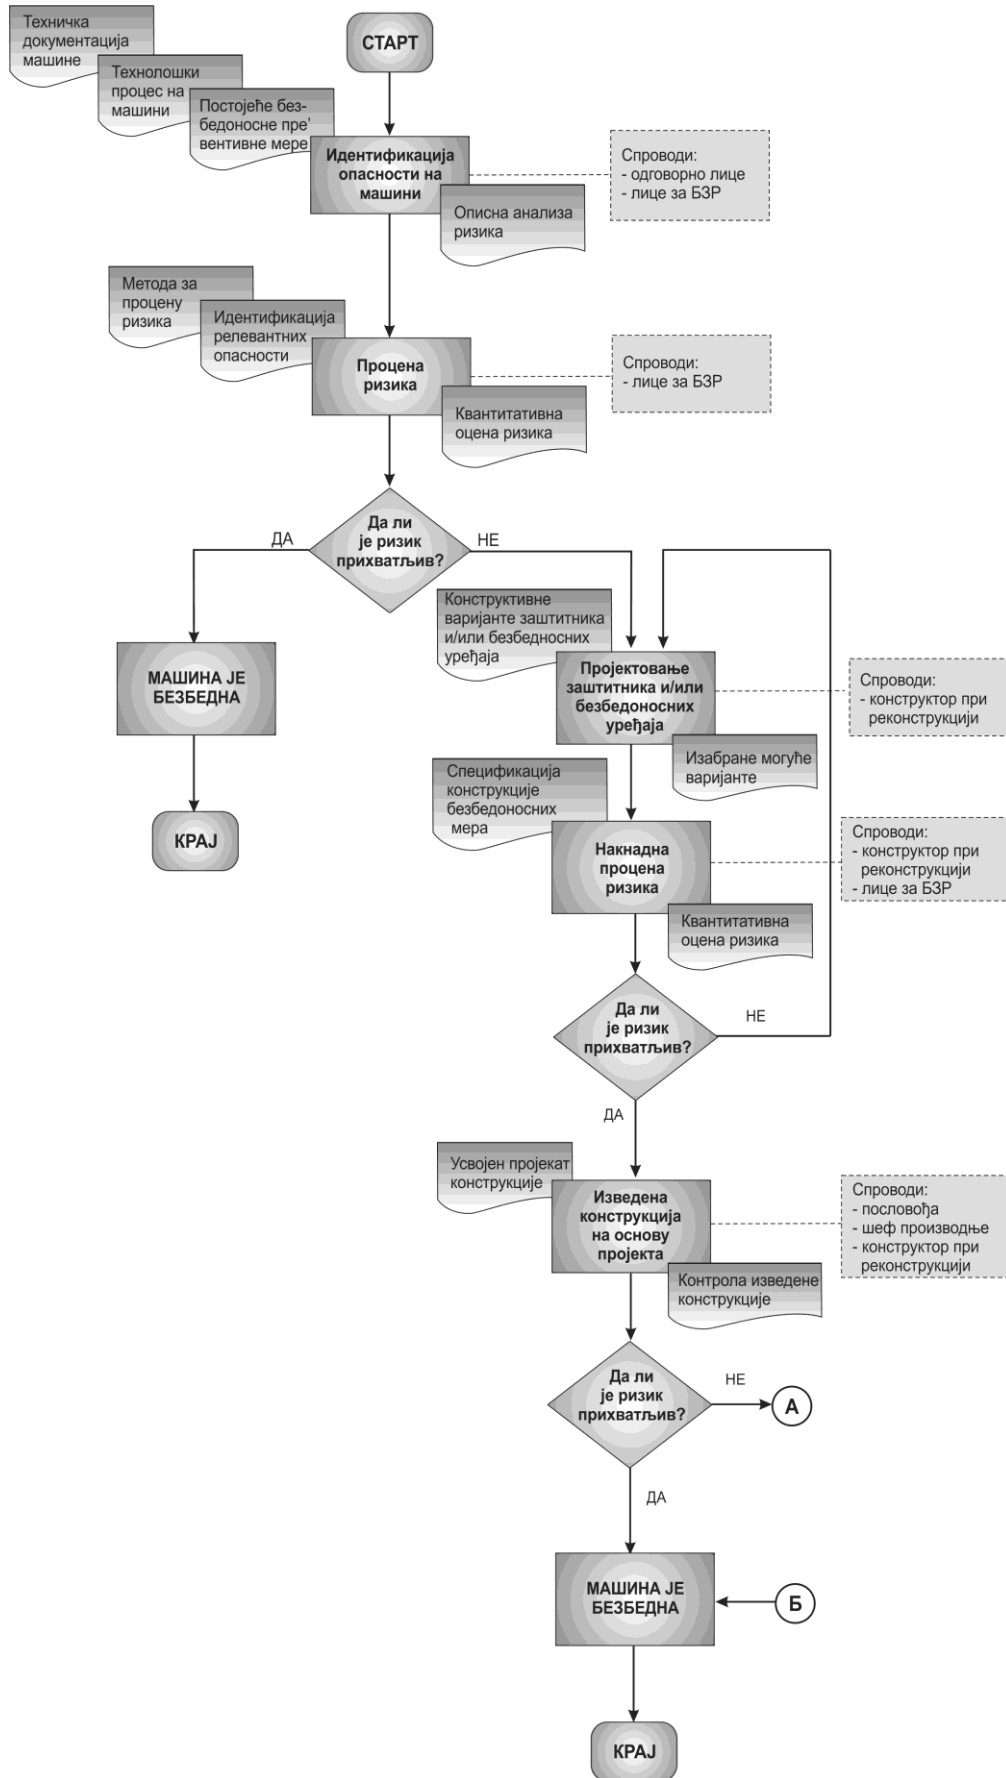 Техничка
документација
машине
СТАРТ
Технолошки
процес на
машини
Постојеће без-
бедоносне пре'
вентивне мере
Идентификација
опасности на
машини
Спроводи:
- одговорно лице
- лице за БЗР
Описна анализа
ризика
Метода за
процену
ризика
Идентификација
релевантних
опасности
Процена
ризика
Спроводи:
- лице за БЗР
Квантитативна
оцена ризика
Да ли
је ризик
прихватљив?
ДА
НЕ
Конструктивне
варијанте заштитника
и/или безбедносних
уређаја
МАШИНА ЈЕ
БЕЗБЕДНА
Пројектовање
заштитника и/или
безбедоносних
уређаја
Спроводи:
- конструктор при
реконструкцији
Изабране могуће
варијанте
КРАЈ
Спецификација
конструкције
безбедоносних
мера
Накнадна
процена
ризика
Спроводи:
- конструктор при
реконструкцији
- лице за БЗР
Квантитативна
оцена ризика
Да ли
је ризик
прихватљив?
НЕ
ДА
Усвојен пројекат
конструкције
Изведена
конструкција
на основу
пројекта
Спроводи:
- пословођа
- шеф производње
- конструктор при
реконструкцији
Контрола изведене
конструкције
Да ли
је ризик
прихватљив?
НЕ
А
ДА
МАШИНА ЈЕ
БЕЗБЕДНА
Б
КРАЈ